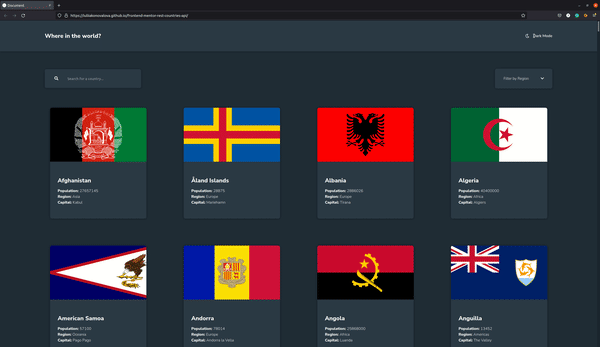 Document
https://iuliiakonovalova.github.io/frontend-mentor-rest-countries-api/
Where in the world?
Dark Mode
Search for a country...
Filter by Region
Afghanistan
Population: 27657145
Region: Asia
Capital: Kabul
Åland Islands
Population: 28875
Region: Europe
Capital: Mariehamn
Albania
Population: 2886026
Region: Europe
Capital: Tirana
Algeria
Population: 40400000
Region: Africa
Capital: Algiers
American Samoa
Population: 57100
Region: Oceania
Capital: Pago Pago
Andorra
Population: 78014
Region: Europe
Capital: Andorra la Vella
Angola
Population: 25868000
Region: Africa
Capital: Luanda
Anguilla
Population: 13452
Region: Americas
Capital: The Valley